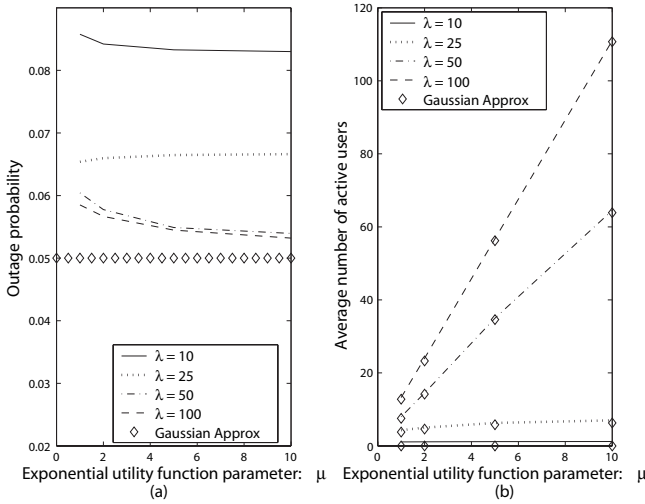 0.08
0.07
0.06
0.05
0.04
0.03
0.02
Outage probability
λ = 10
λ = 25
λ = 50
λ = 100
Gaussian Approx
0 2 4 6 8 10
Exponential utility function parameter: μ
(a)
120
100
80
60
40
20
0
Average number of active users
λ = 10
λ = 25
λ = 50
λ = 100
Gaussian Approx
0 2 4 6 8 10
Exponential utility function parameter: μ
(b)